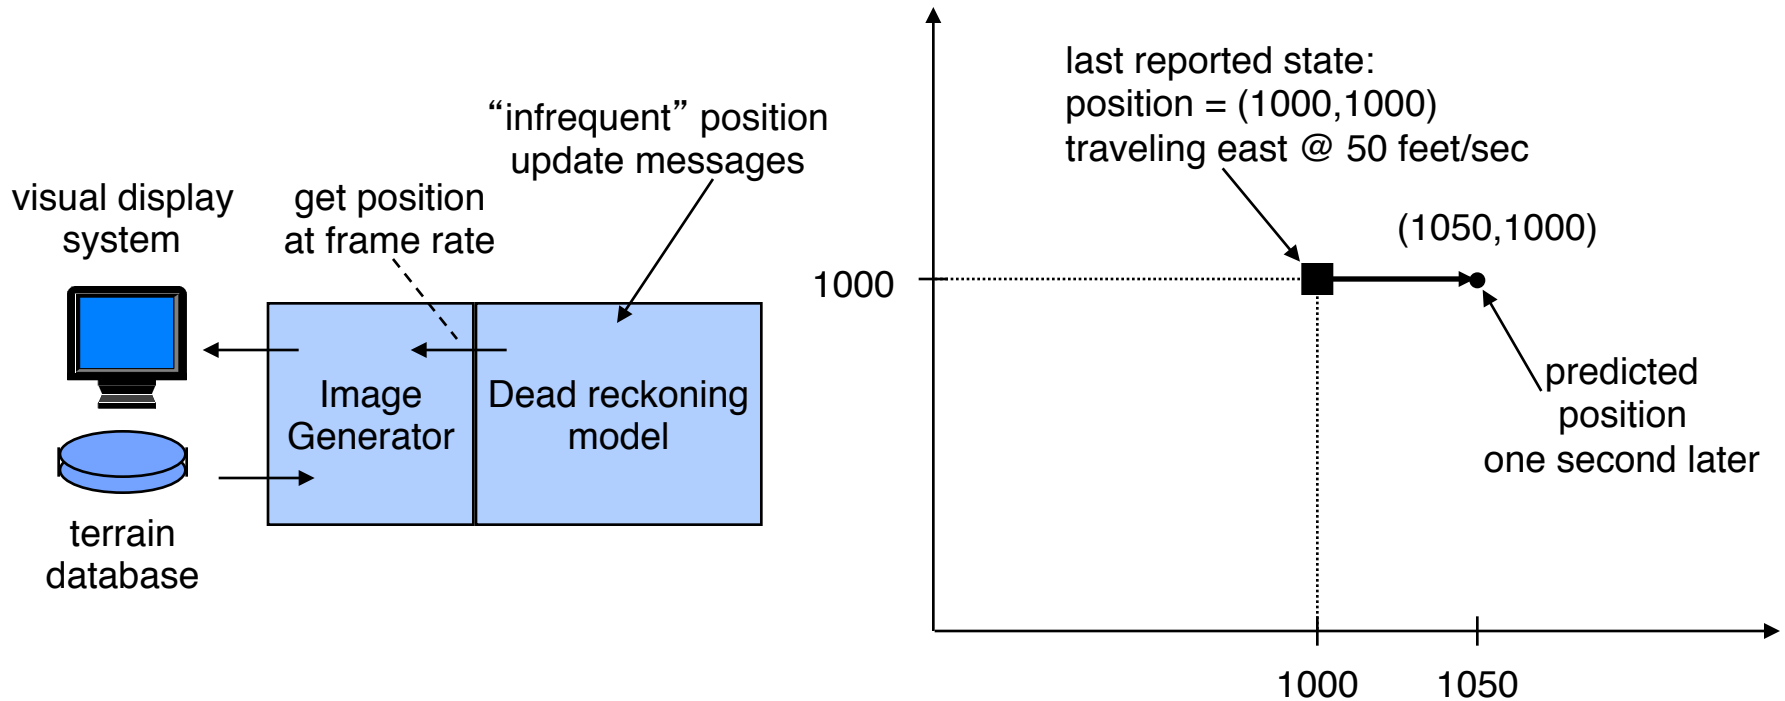 “infrequent” position
update messages
visual display
system
get position
at frame rate
Image
Generator
Dead reckoning
model
terrain
database
last reported state:
position = (1000,1000)
traveling east @ 50 feet/sec
(1050,1000)
1000
predicted
position
one second later
1000
1050